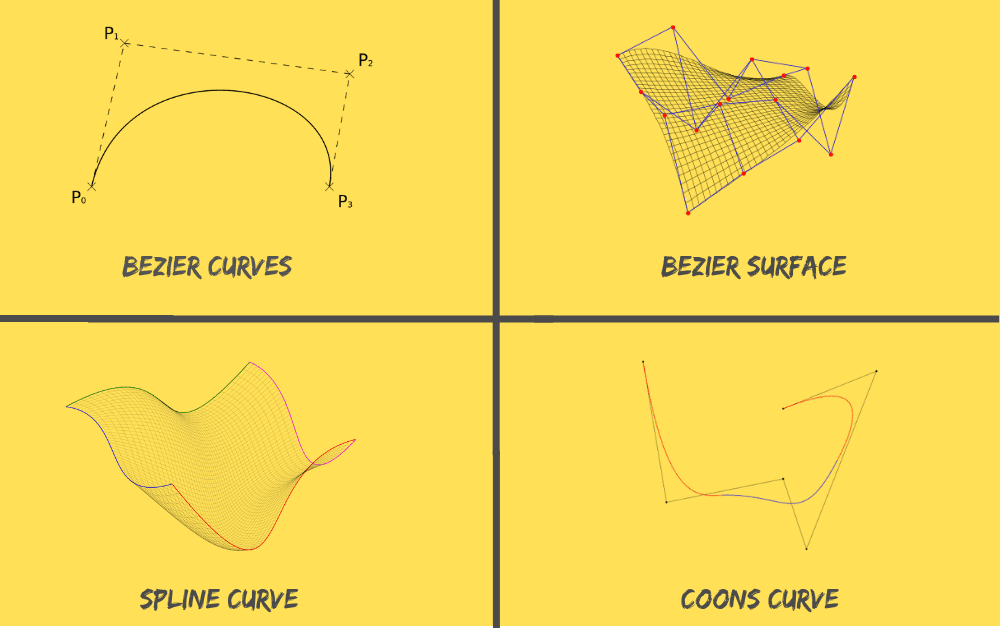 P₁
P₂
P₀
P₃
BEZIER CURVES
BEZIER SURFACE
SPLINE CURVE
COONS CURVE